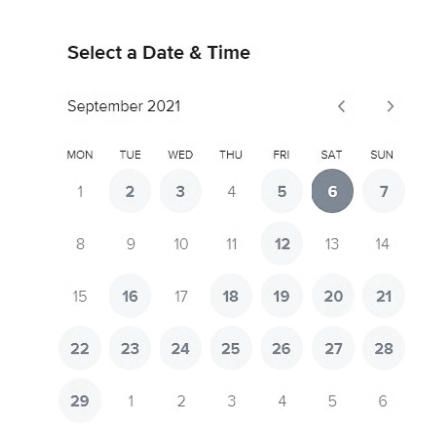 Select a Date & Time
September 2021
MON TUE WED THU FRI SAT SUN
1 2 3 4 5 6 7
8 9 10 11 12 13 14
15 16 17 18 19 20 21
22 23 24 25 26 27 28
29 1 2 3 4 5 6